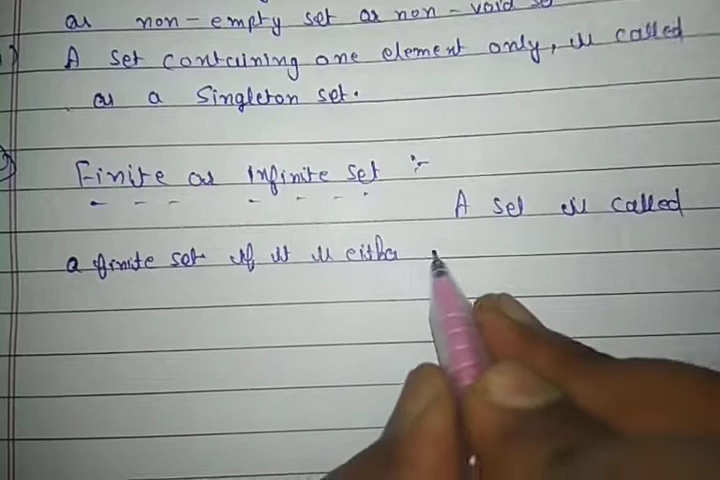 as non-empty set or non-void
A set containing one element only, is called
as a Singleton set.
Finite or infinite set :-
A set is called
a finite set if it is either